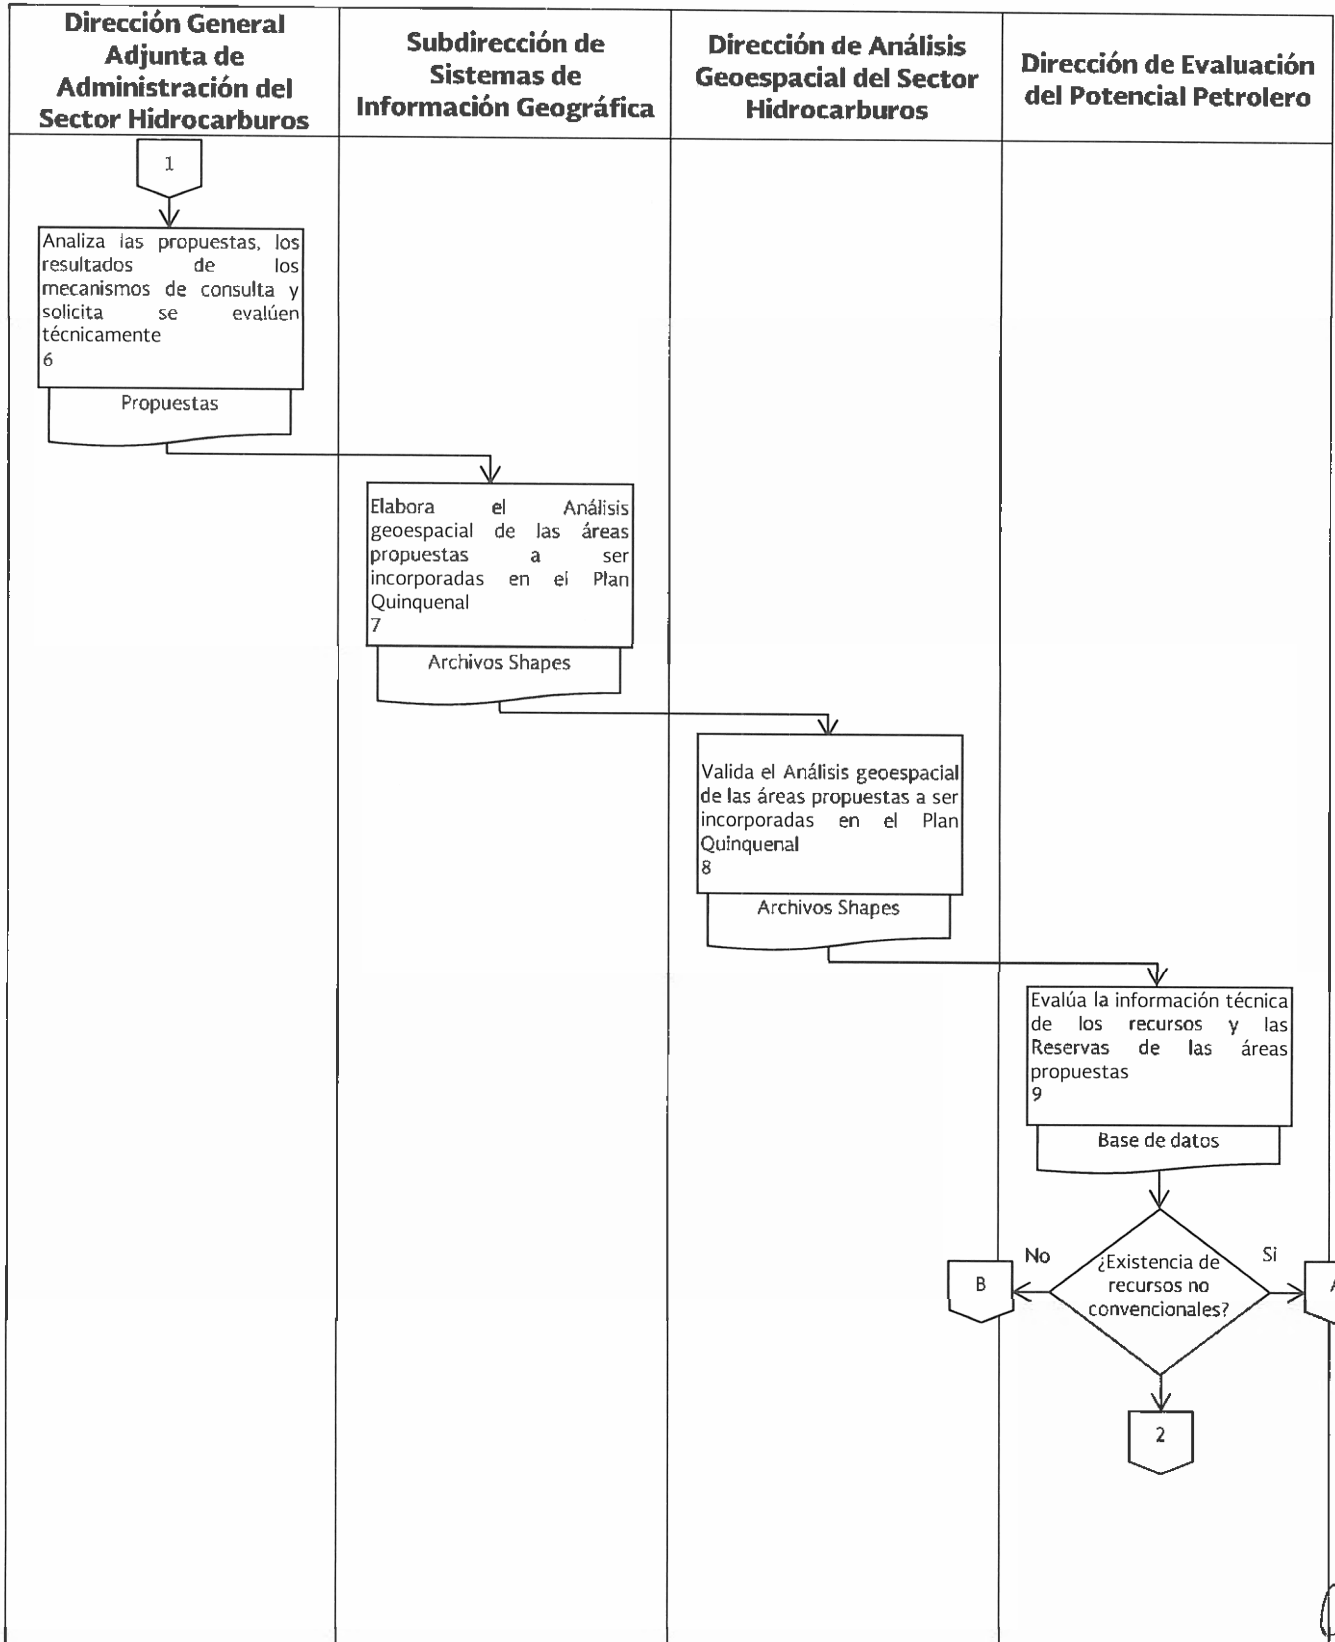 Dirección General
Adjunta de
Administración del
Sector Hidrocarburos
Subdirección de
Sistemas de
Información Geográfica
Dirección de Análisis
Geoespacial del Sector
Hidrocarburos
Dirección de Evaluación
del Potencial Petrolero
1
Analiza las propuestas, los
resultados de los
mecanismos de consulta y
solicita se evalúen
técnicamente
6
Propuestas
Elabora el Análisis
geoespacial de las áreas
propuestas a ser
incorporadas en el Plan
Quinquenal
7
Archivos Shapes
Valida el Análisis geoespacial
de las áreas propuestas a ser
incorporadas en el Plan
Quinquenal
8
Archivos Shapes
Evalúa la información técnica
de los recursos y las
Reservas de las áreas
propuestas
9
Base de datos
No
¿Existencia de
recursos no
convencionales?
Si
B
A
2